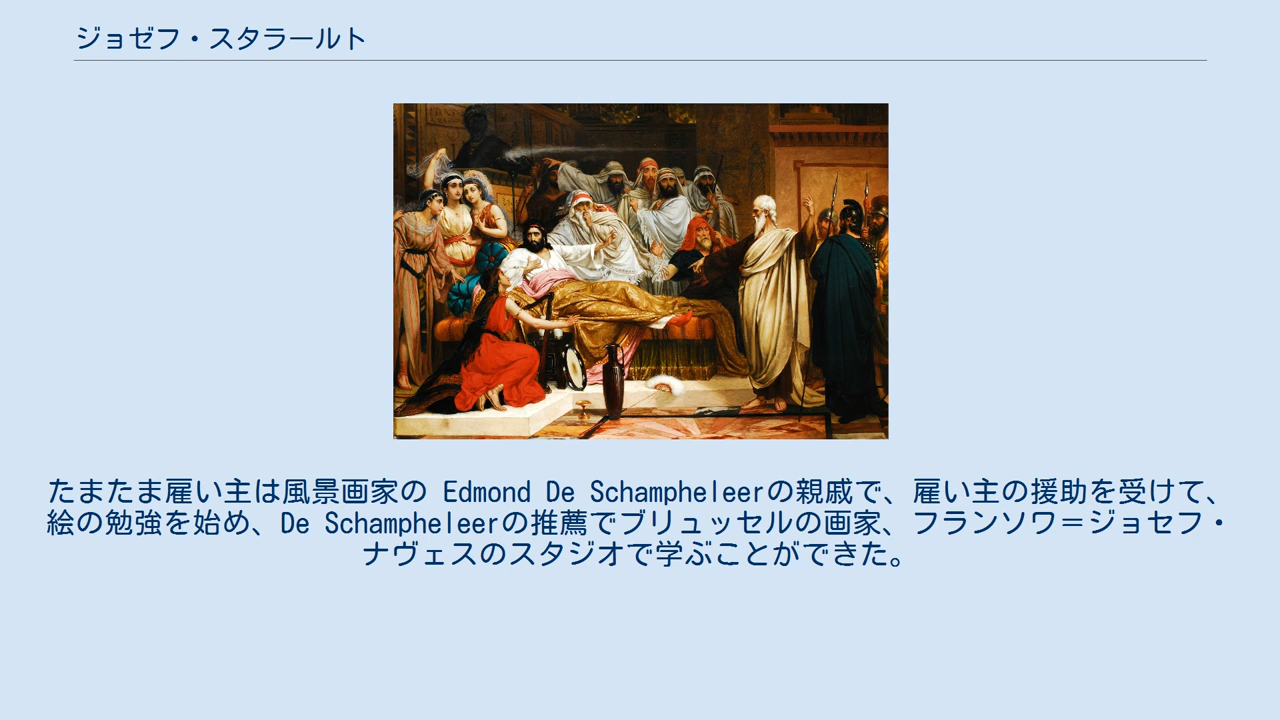 ジョゼフ・スタラールト
たまたま雇い主は風景画家の Edmond De Schampheleerの親戚で、雇い主の援助を受けて、
絵の勉強を始め、De Schampheleerの推薦でブリュッセルの画家、フランソワ＝ジョセフ・
ナヴェスのスタジオで学ぶことができた。